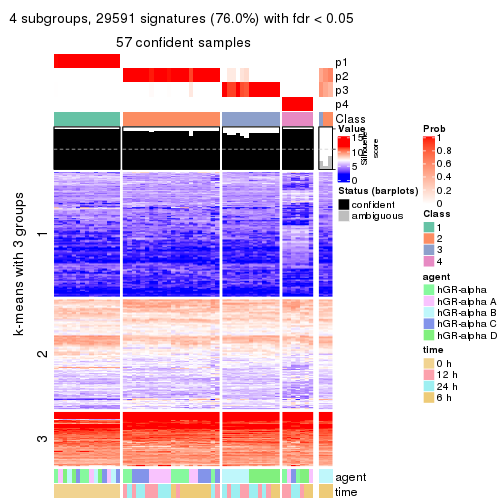 4 subgroups, 29591 signatures (76.0%) with fdr < 0.05
57 confident samples
p1
p2
p3
p4
Class
k-means with 3 groups
1
2
3
agent
time
Value
15
10
5
0
Silhouette
score
Status (barplots)
confident
ambiguous
Prob
1
0.8
0.6
0.4
0.2
0
Class
1
2
3
4
agent
hGR-alpha
hGR-alpha A
hGR-alpha B
hGR-alpha C
hGR-alpha D
time
0 h
12 h
24 h
6 h